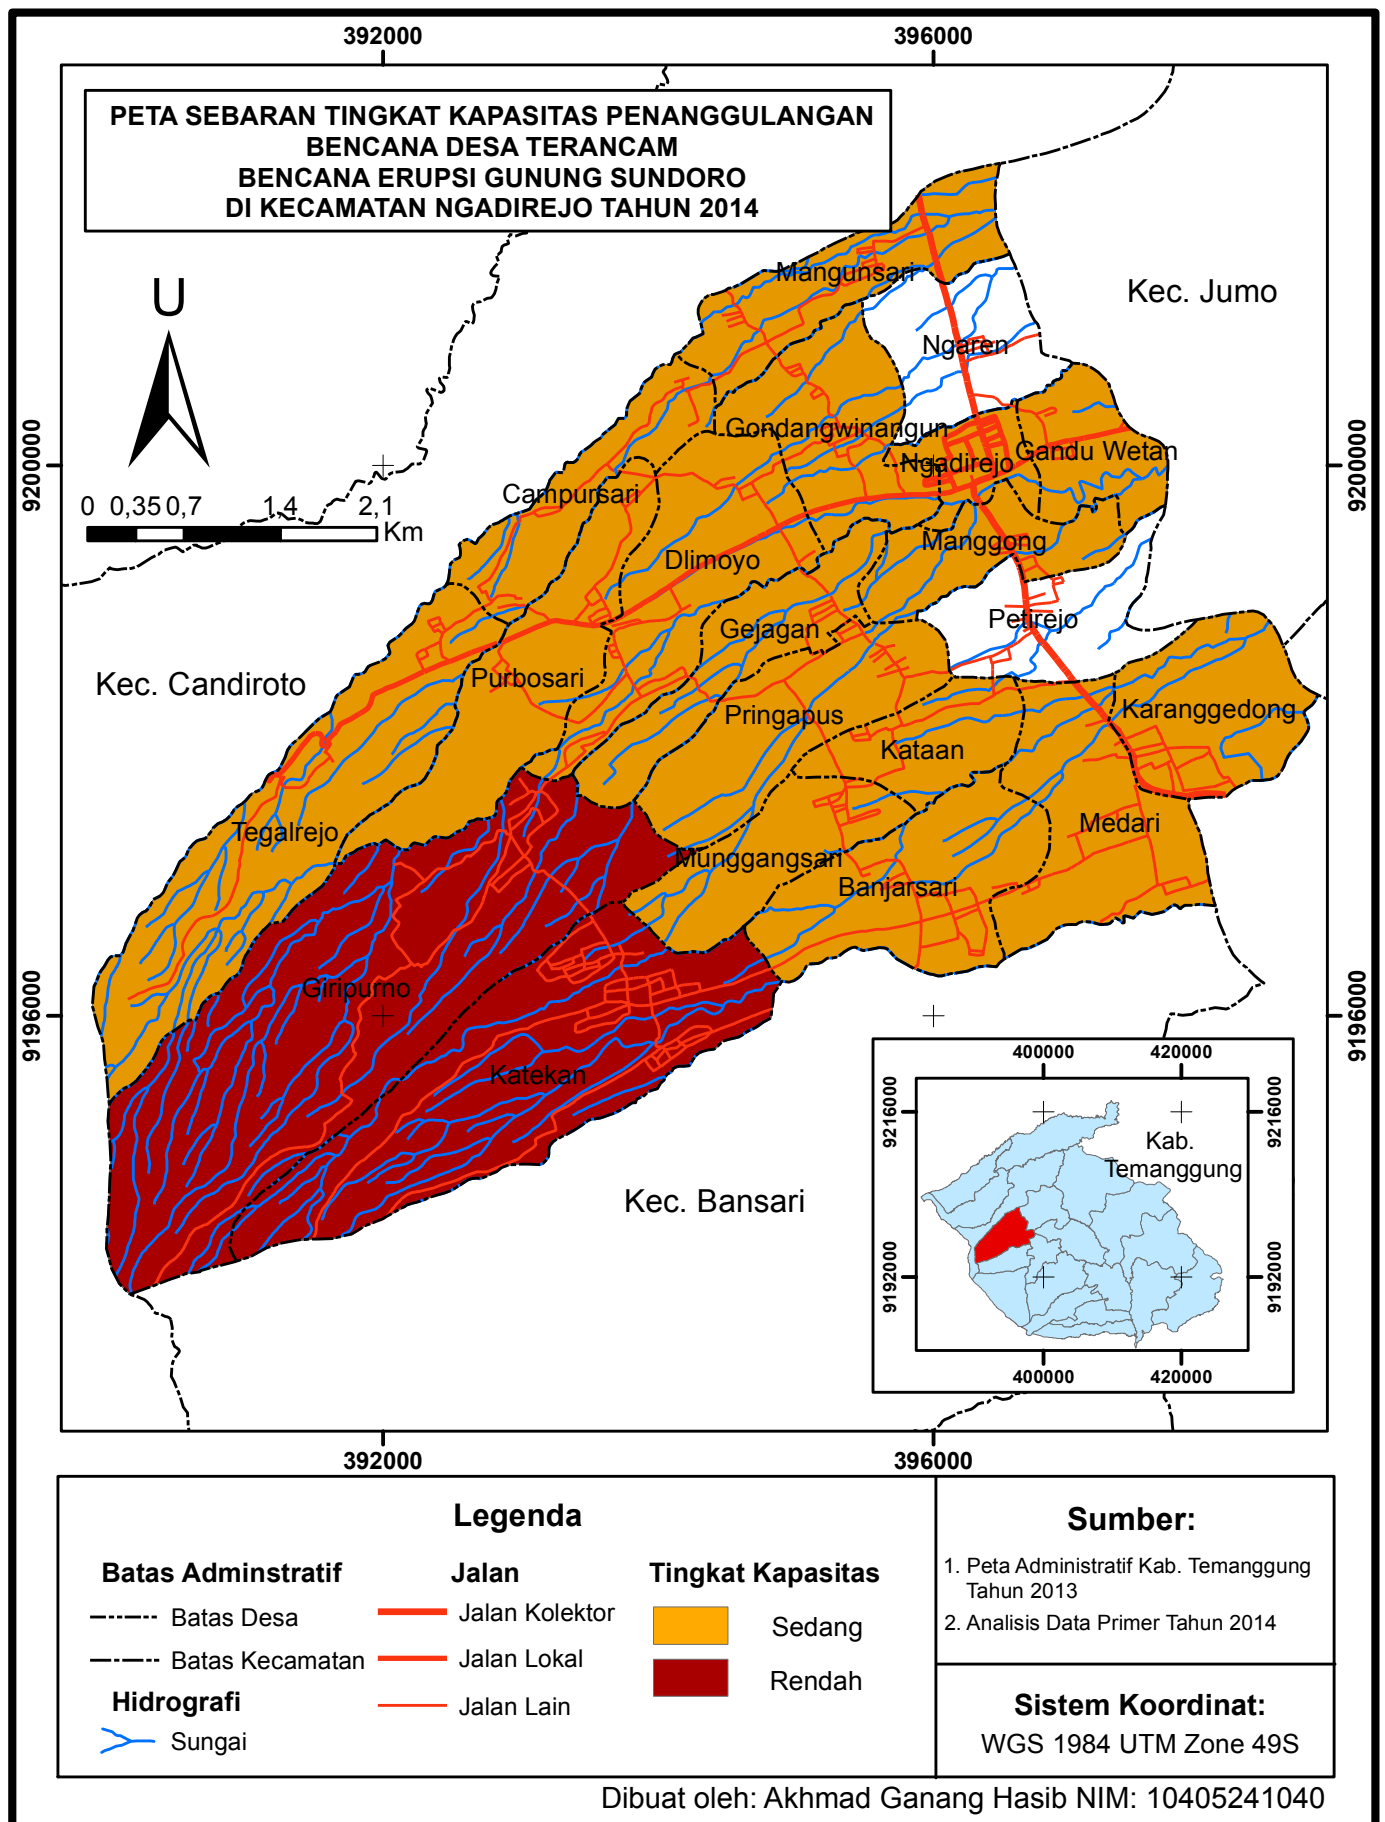 392000
396000
PETA SEBARAN TINGKAT KAPASITAS PENANGGULANGAN
BENCANA DESA TERANCAM
BENCANA ERUPSI GUNUNG SUNDORO
DI KECAMATAN NGADIREJO TAHUN 2014
U
Mangunsari
Kec. Jumo
Ngaren
Gondangwinangun
Ngadirejo
Gandu Wetan
9200000
9200000
Campursari
0 0,35 0,7 1,4 2,1
Km
Manggong
Dlimoyo
Petirejo
Gejagan
Purbosari
Kec. Candiroto
Pringapus
Karanggedong
Kataan
Tegalrejo
Medari
Munggangsari
Banjarsari
Giripurno
9196000
9196000
Katekan
Kec. Bansari
400000
420000
9216000
9216000
Kab.
Temanggung
9192000
9192000
400000
420000
392000
396000
Legenda
Batas Adminstratif
Batas Desa
Batas Kecamatan
Hidrografi
Sungai
Jalan
Jalan Kolektor
Jalan Lokal
Jalan Lain
Tingkat Kapasitas
Sedang
Rendah
Sumber:
1. Peta Administratif Kab. Temanggung
Tahun 2013
2. Analisis Data Primer Tahun 2014
Sistem Koordinat:
WGS 1984 UTM Zone 49S
Dibuat oleh: Akhmad Ganang Hasib NIM: 10405241040